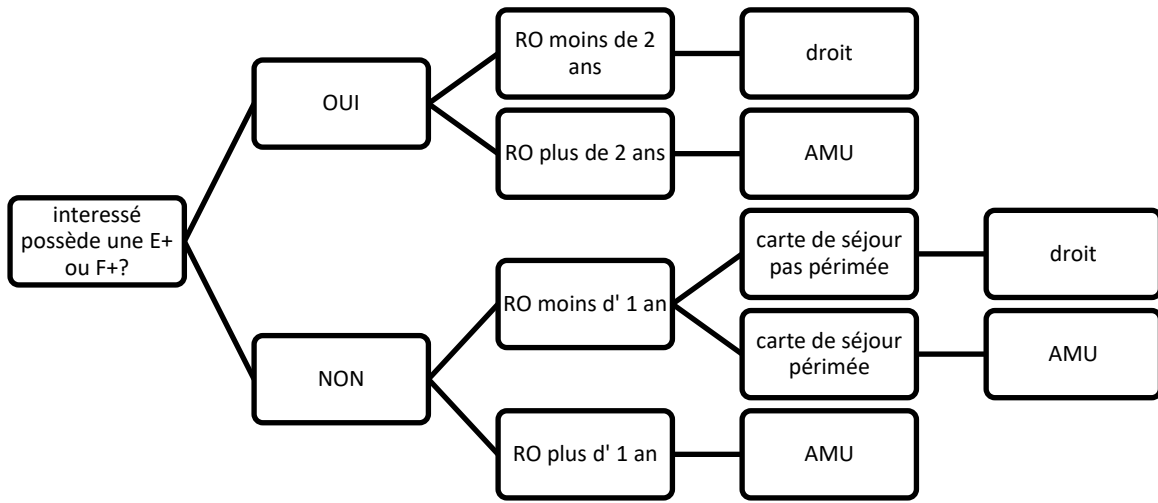 interessé
possède une E+
ou F+?
OUI
RO moins de 2
ans
droit
RO plus de 2 ans
AMU
NON
RO moins d' 1 an
carte de séjour
pas périmée
droit
carte de séjour
périmée
AMU
RO plus d' 1 an
AMU